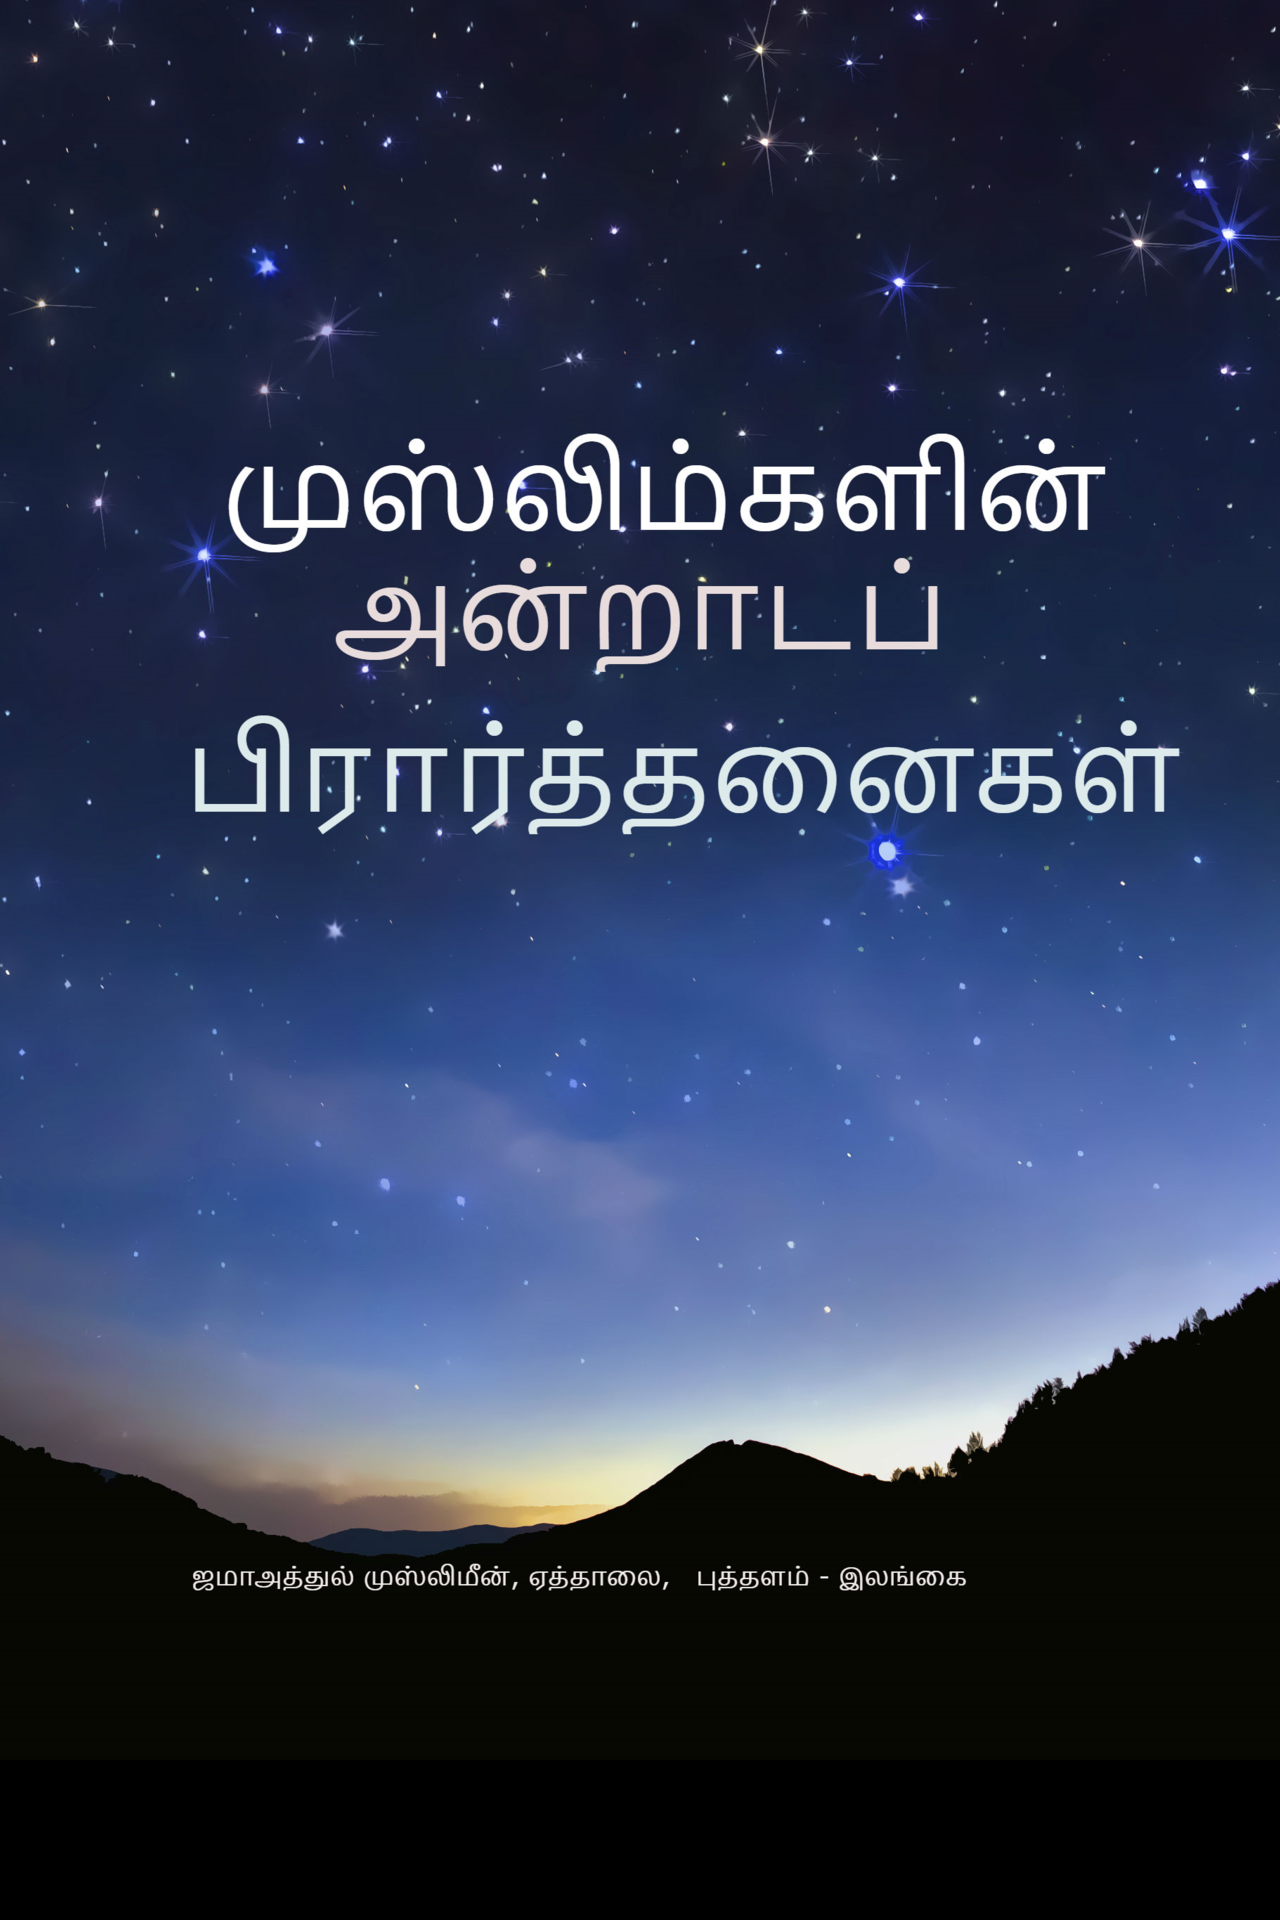 முஸ்லிம்களின்
அன்றாடப்
பிரார்த்தனைகள்
ஜமாஅத்துல் முஸ்லிமீன், ஏத்தாலை, புத்தளம் - இலங்கை